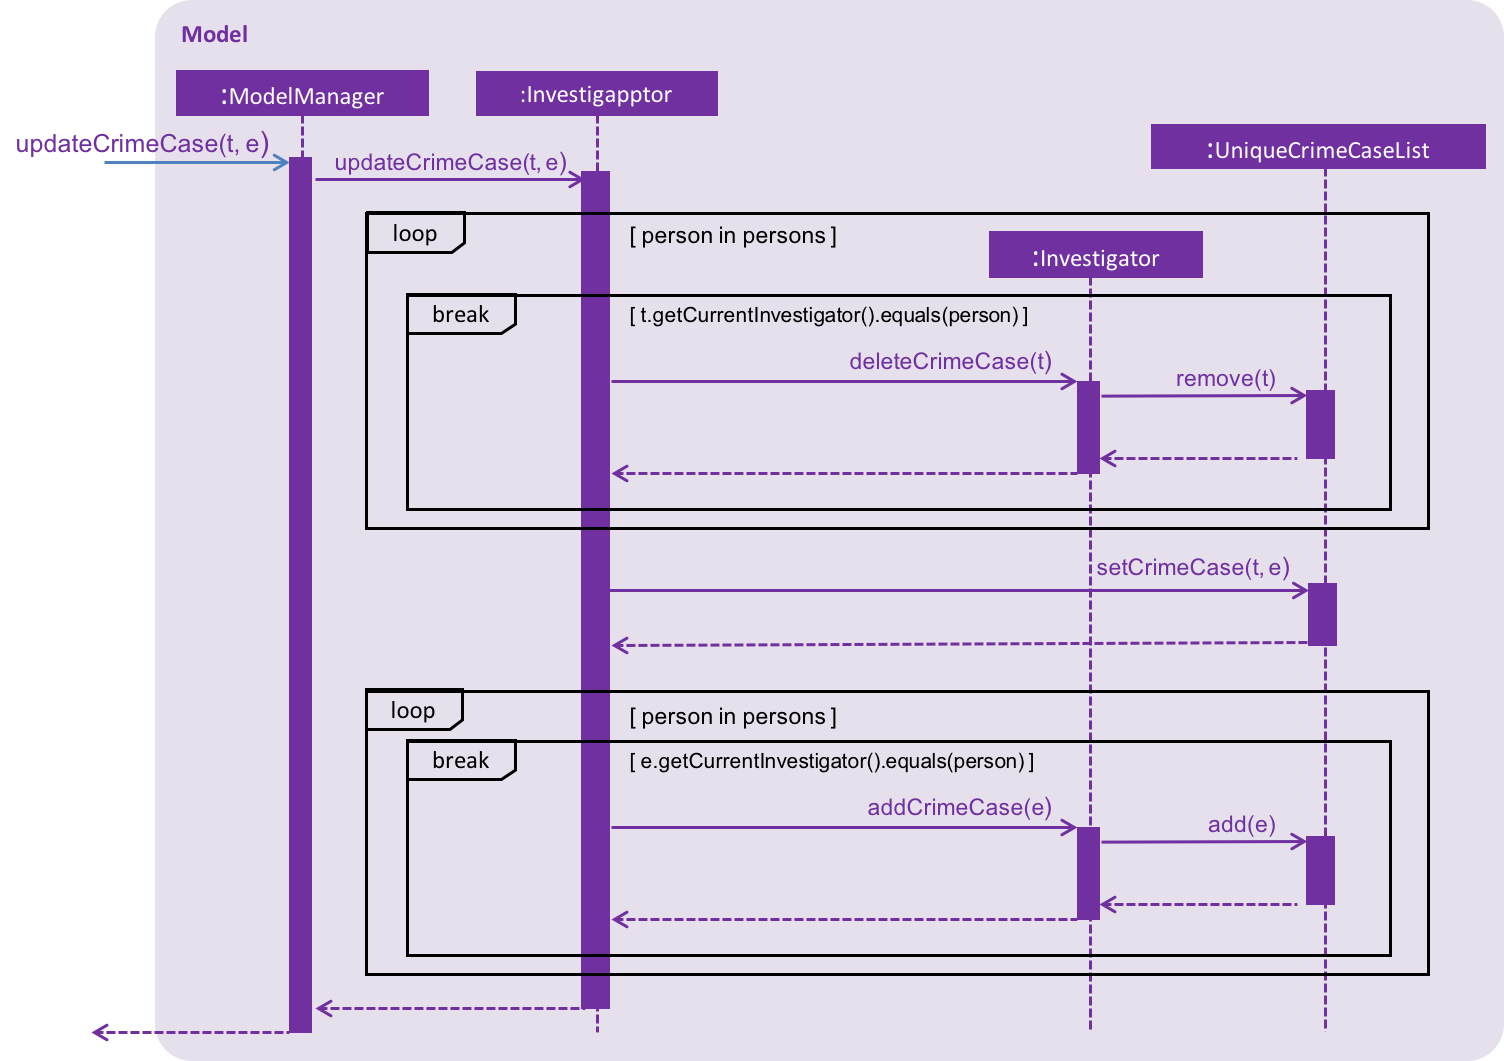 Model
:ModelManager
:Investigapptor
updateCrimeCase(t, e)
updateCrimeCase(t, e)
:UniqueCrimeCaseList
loop
[ person in persons ]
:Investigator
break
[ t.getCurrentInvestigator().equals(person) ]
deleteCrimeCase(t)
remove(t)
setCrimeCase(t, e)
loop
[ person in persons ]
break
[ e.getCurrentInvestigator().equals(person) ]
addCrimeCase(e)
add(e)